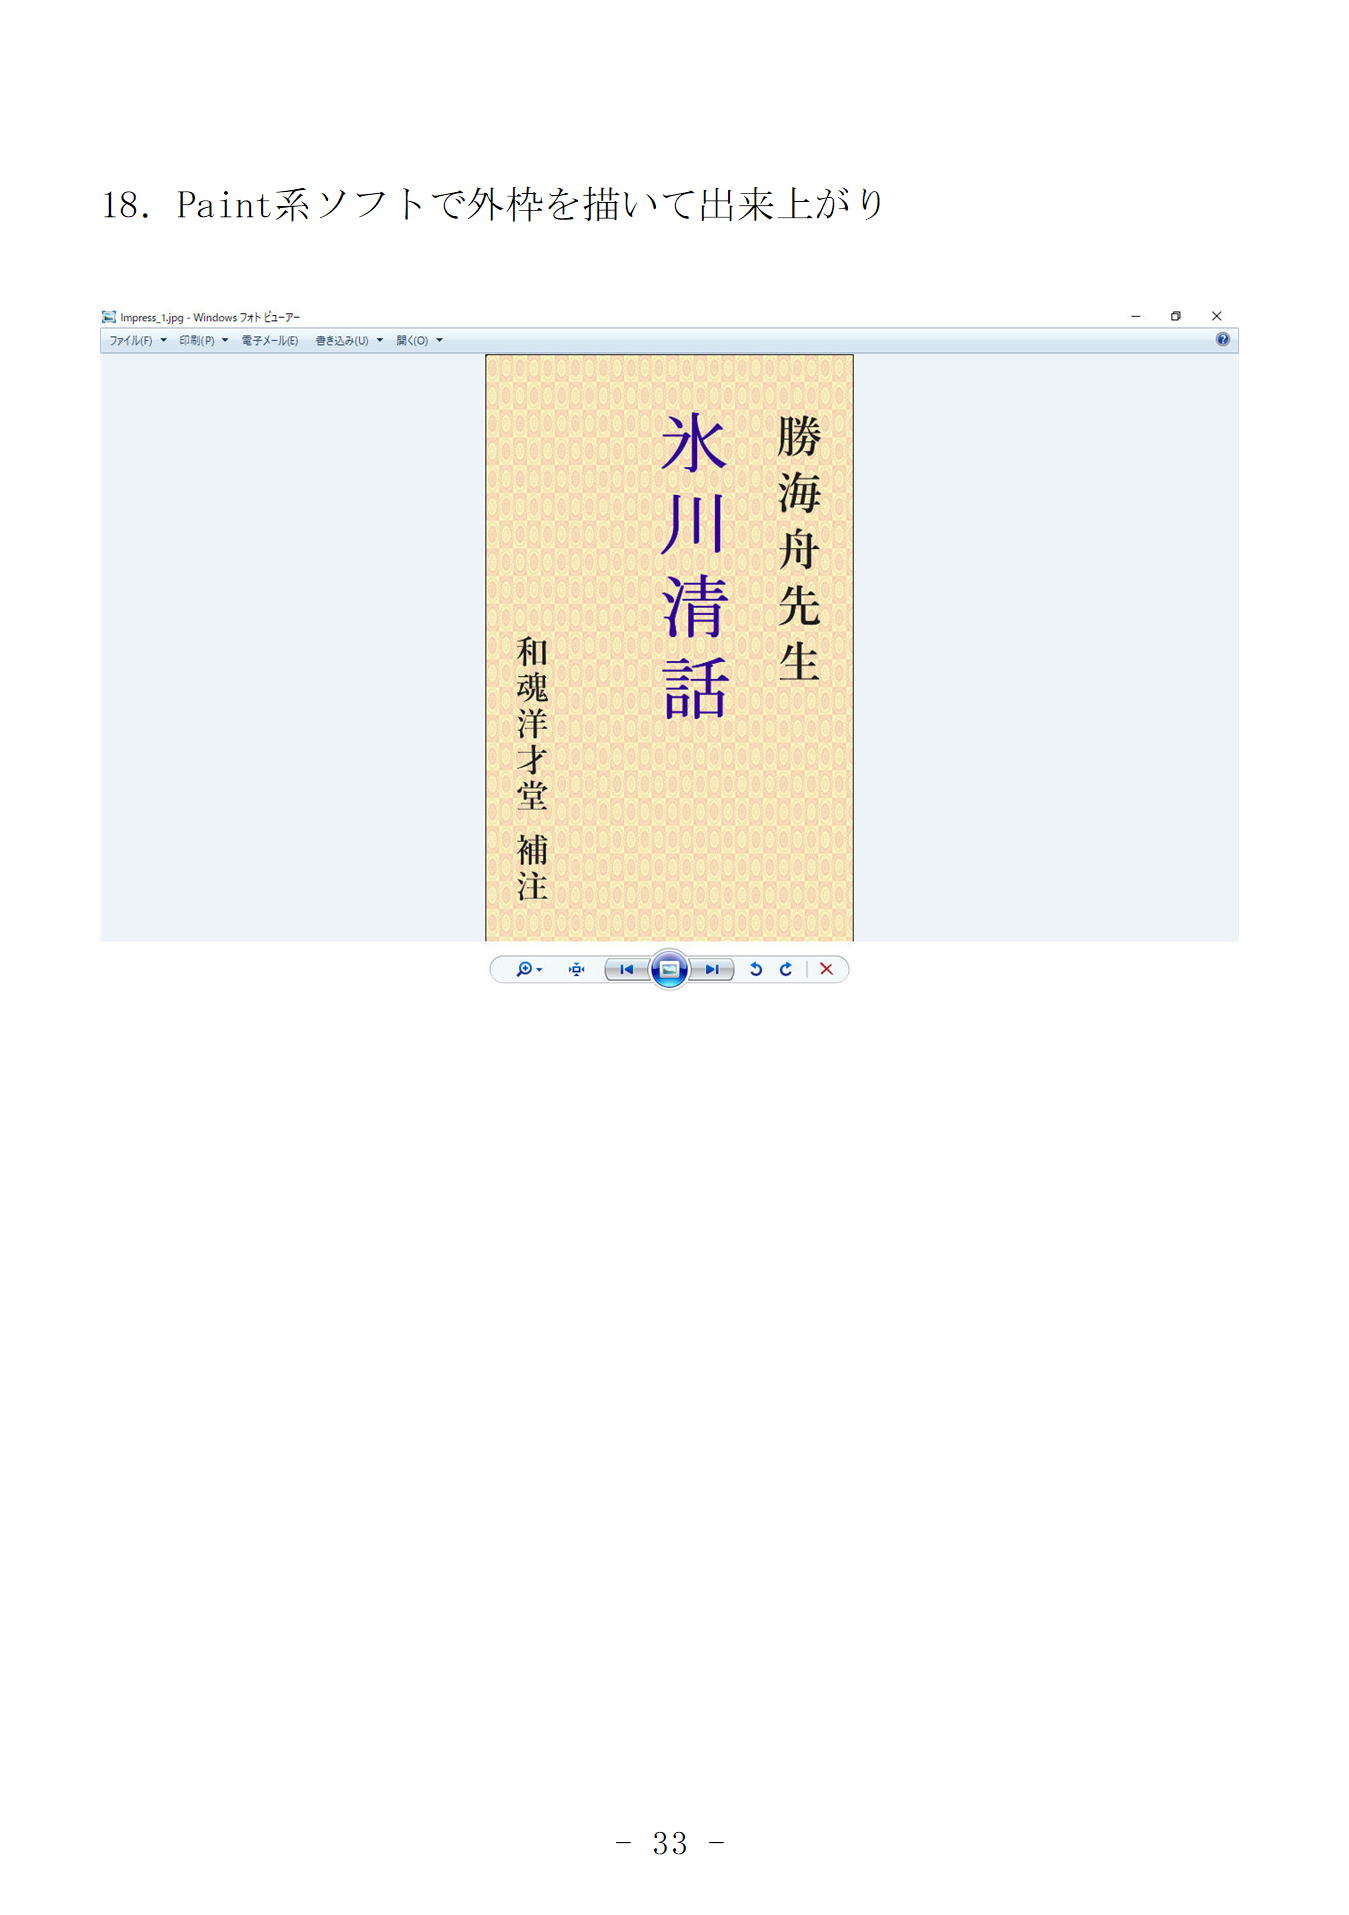 18. Paint系ソフトで外枠を描いて出来上がり
Impress_1.jpg - Windows フォト ビューアー
ファイル(F) 印刷(P) 電子メール(E) 書き込み(U) 開く(O)
勝海舟先生
氷川清話
和魂洋才堂 補注
- 33 -